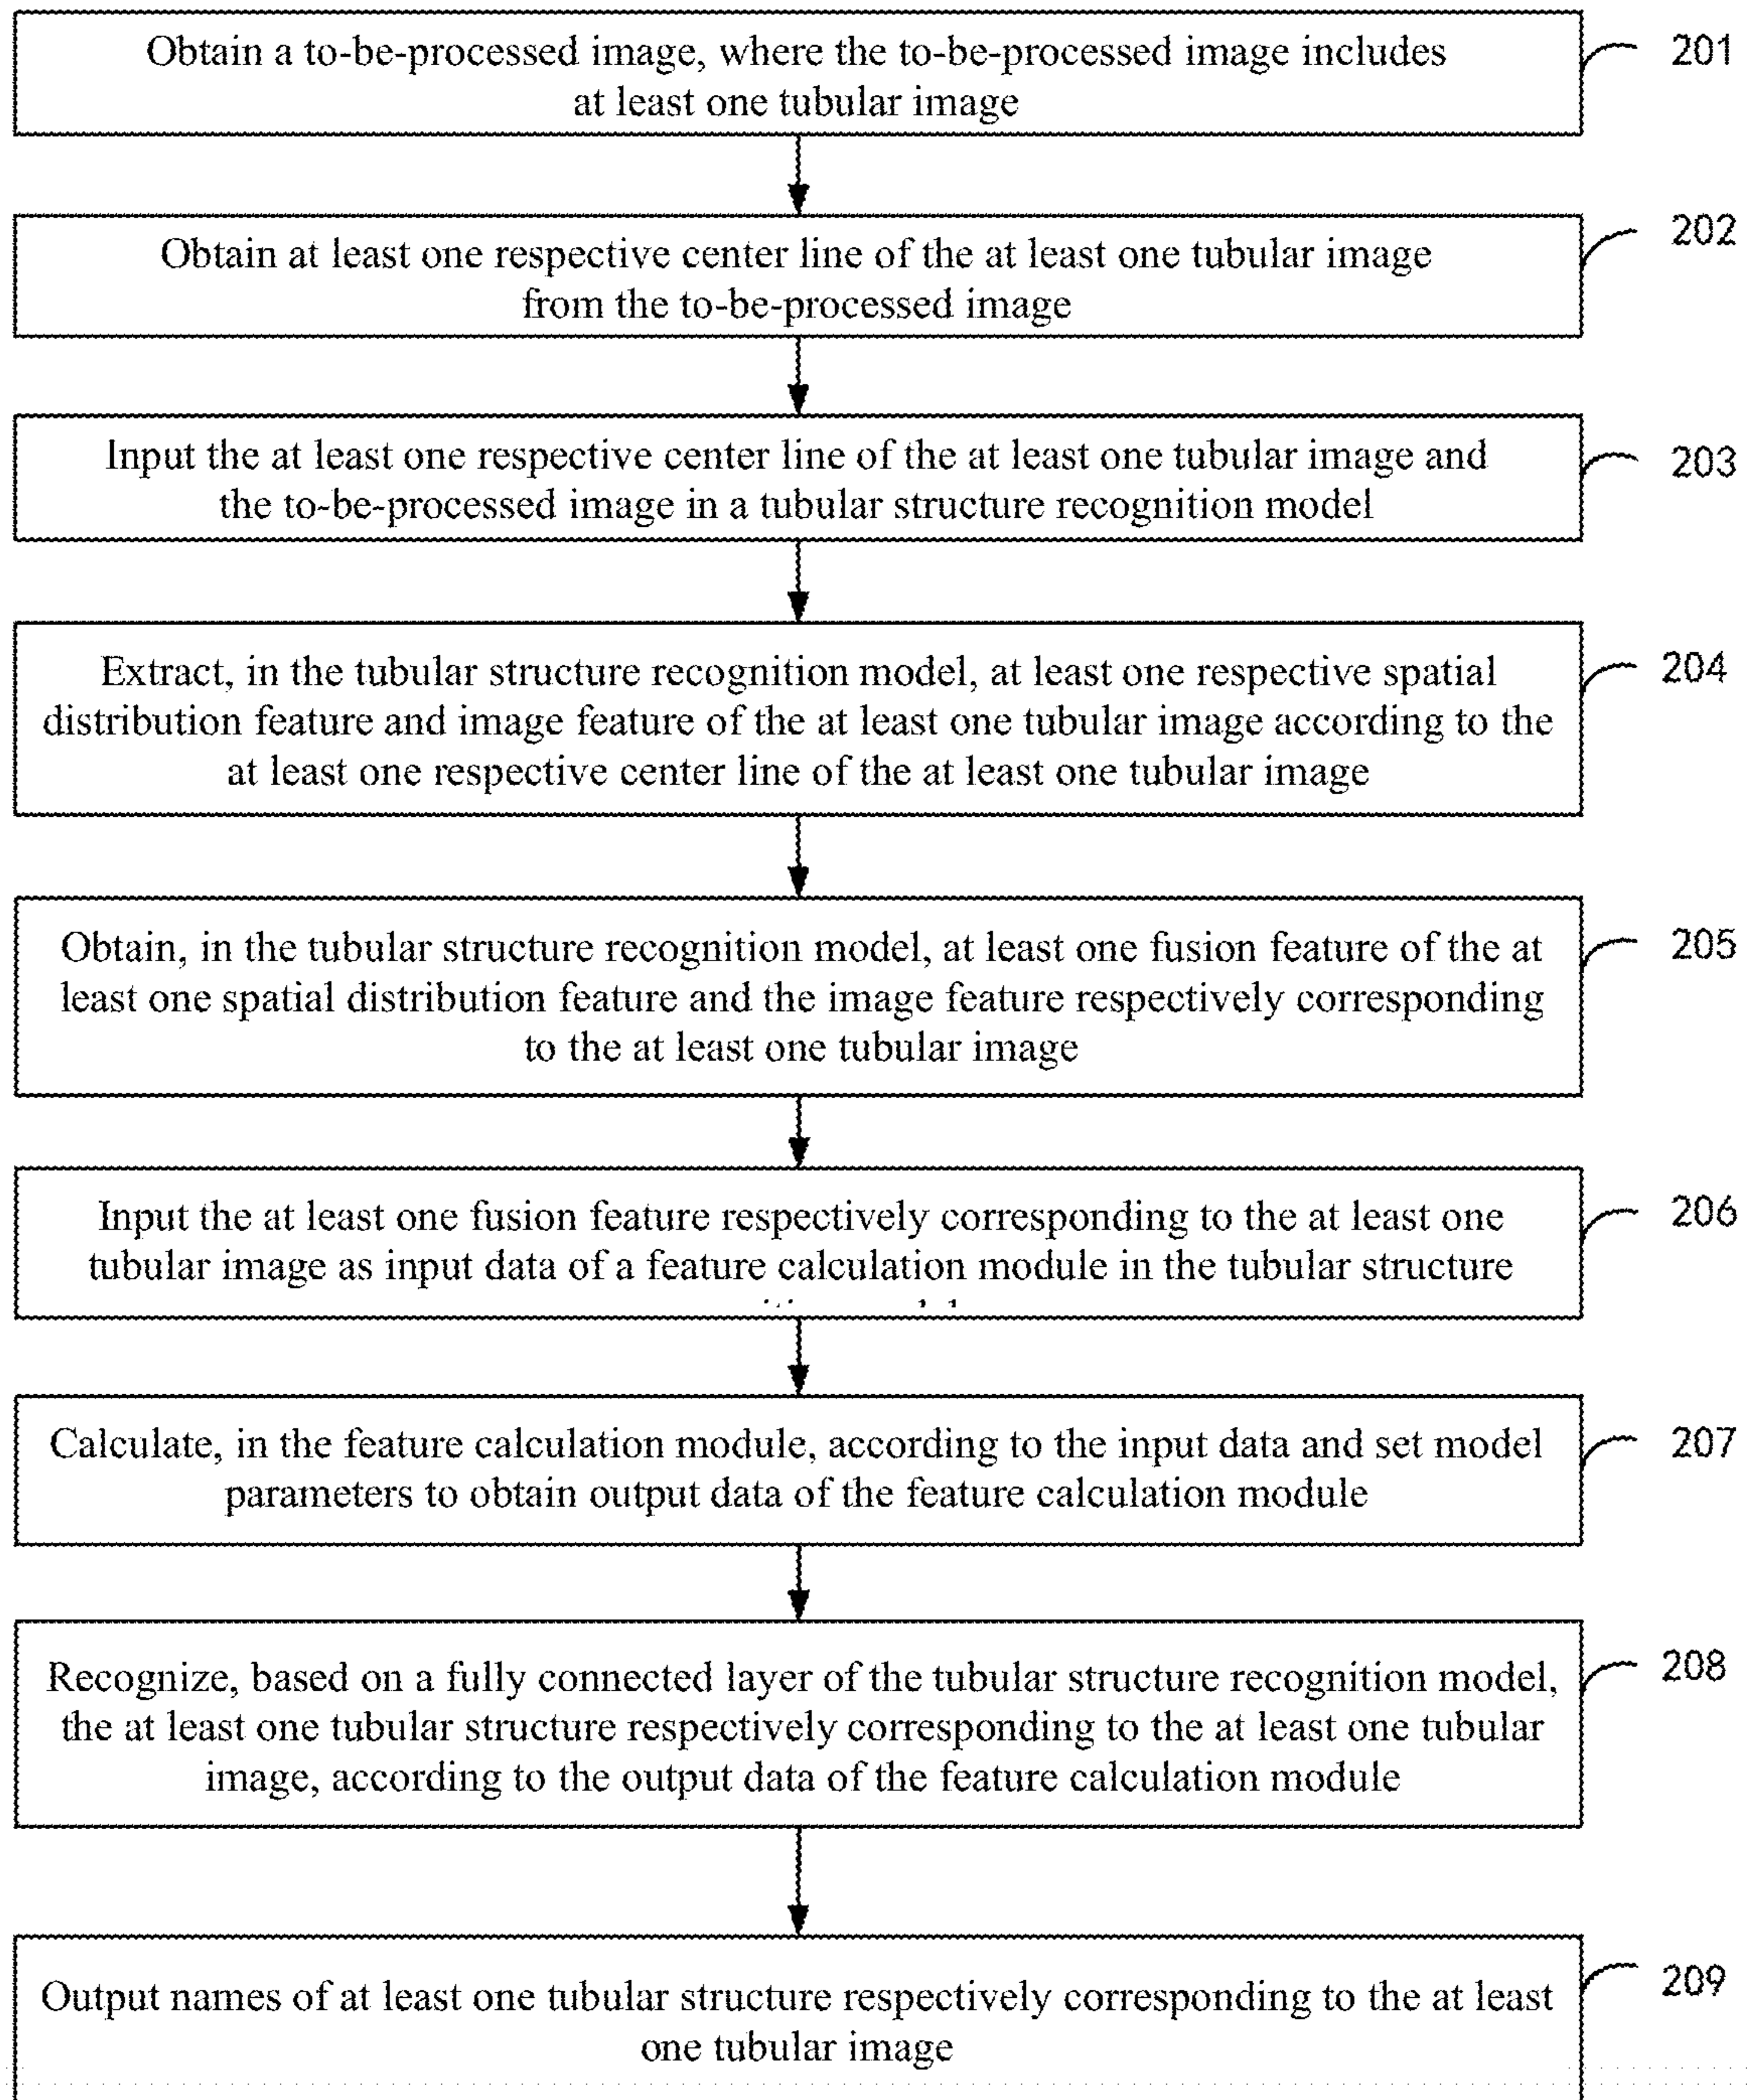 Obtain a to-be-processed image, where the to-be-processed image includes
at least one tubular image
201
Obtain at least one respective center line of the at least one tubular image
from the to-be-processed image
202
Input the at least one respective center line of the at least one tubular image and
the to-be-processed image in a tubular structure recognition model
203
Extract, in the tubular structure recognition model, at least one respective spatial
distribution feature and image feature of the at least one tubular image according to the
at least one respective center line of the at least one tubular image
204
Obtain, in the tubular structure recognition model, at least one fusion feature of the at
least one spatial distribution feature and the image feature respectively corresponding
to the at least one tubular image
205
Input the at least one fusion feature respectively corresponding to the at least one
tubular image as input data of a feature calculation module in the tubular structure
206
Calculate, in the feature calculation module, according to the input data and set model
parameters to obtain output data of the feature calculation module
207
Recognize, based on a fully connected layer of the tubular structure recognition model,
the at least one tubular structure respectively corresponding to the at least one tubular
image, according to the output data of the feature calculation module
208
Output names of at least one tubular structure respectively corresponding to the at least
one tubular image
209